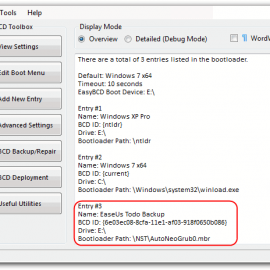 Tools Help
CD Toolbox
View Settings
Edit Boot Menu
Add New Entry
Advanced Settings
BCD Backup/Repair
BCD Deployment
Useful Utilities
Display Mode
Overview Detailed (Debug Mode) WordW
There are a total of 3 entries listed in the bootloader.
Default: Windows 7 x64
Timeout: 10 seconds
EasyBCD Boot Device: E:\
Entry #1
Name: Windows XP Pro
BCD ID: {ntldr}
Drive: E:\
Bootloader Path: \ntldr
Entry #2
Name: Windows 7 x64
BCD ID: {current}
Drive: C:\
Bootloader Path: \Windows\system32\winload.exe
Entry #3
Name: EaseUs Todo Backup
BCD ID: {6e03ec08-8cfa-11e1-af03-918f0650b086}
Drive: E:\
Bootloader Path: \NST\AutoNeoGrub0.mbr